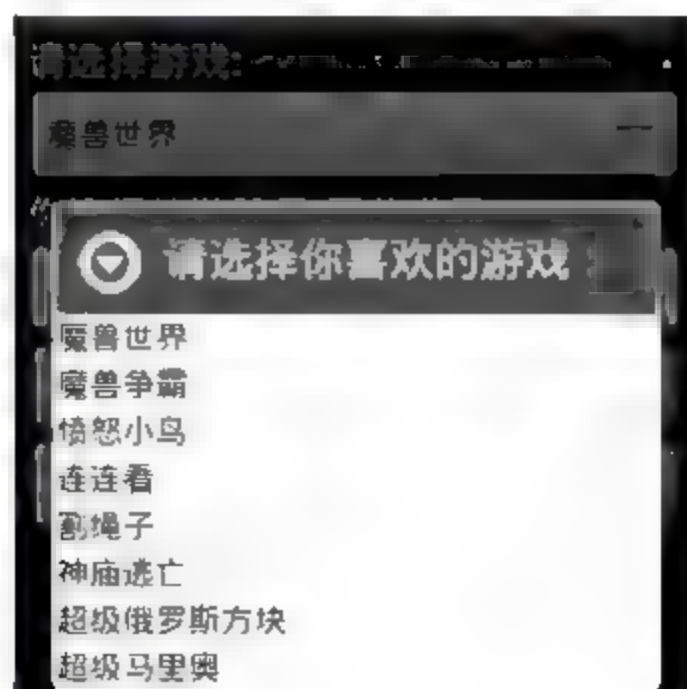 请选择游戏:
魔兽世界
请选择你喜欢的游戏:
魔兽世界
魔兽争霸
愤怒小鸟
连连看
割绳子
神庙逃亡
超级俄罗斯方块
超级马里奥